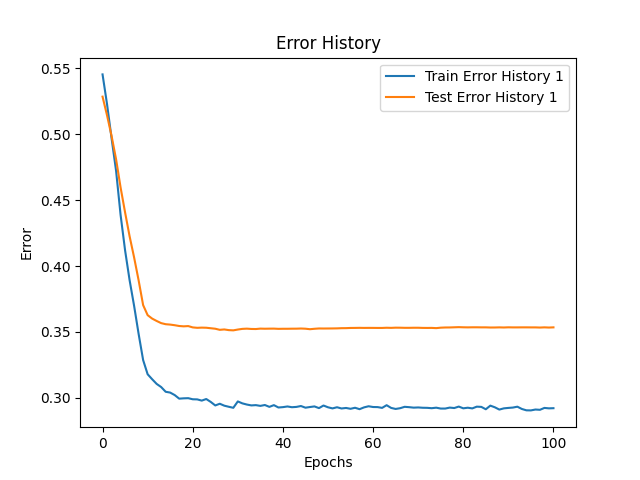 Error History
Train Error History 1
Test Error History 1
Error
0.55
0.50
0.45
0.40
0.35
0.30
0 20 40 60 80 100
Epochs